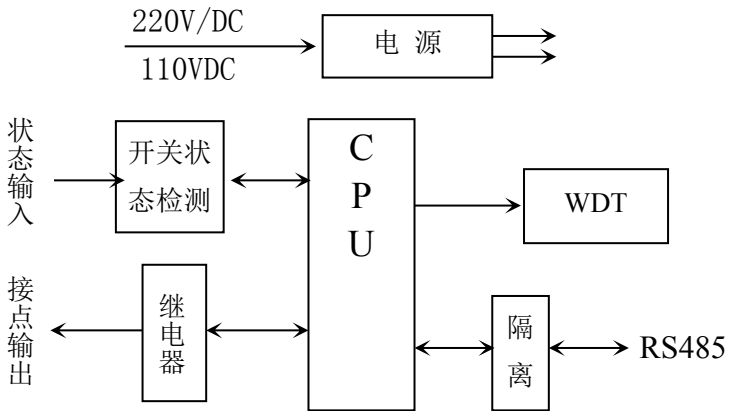 220V/DC
110VDC
电 源
状态输入
开关状
态检测
C
P
U
WDT
接点输出
继电器
隔
离
RS485